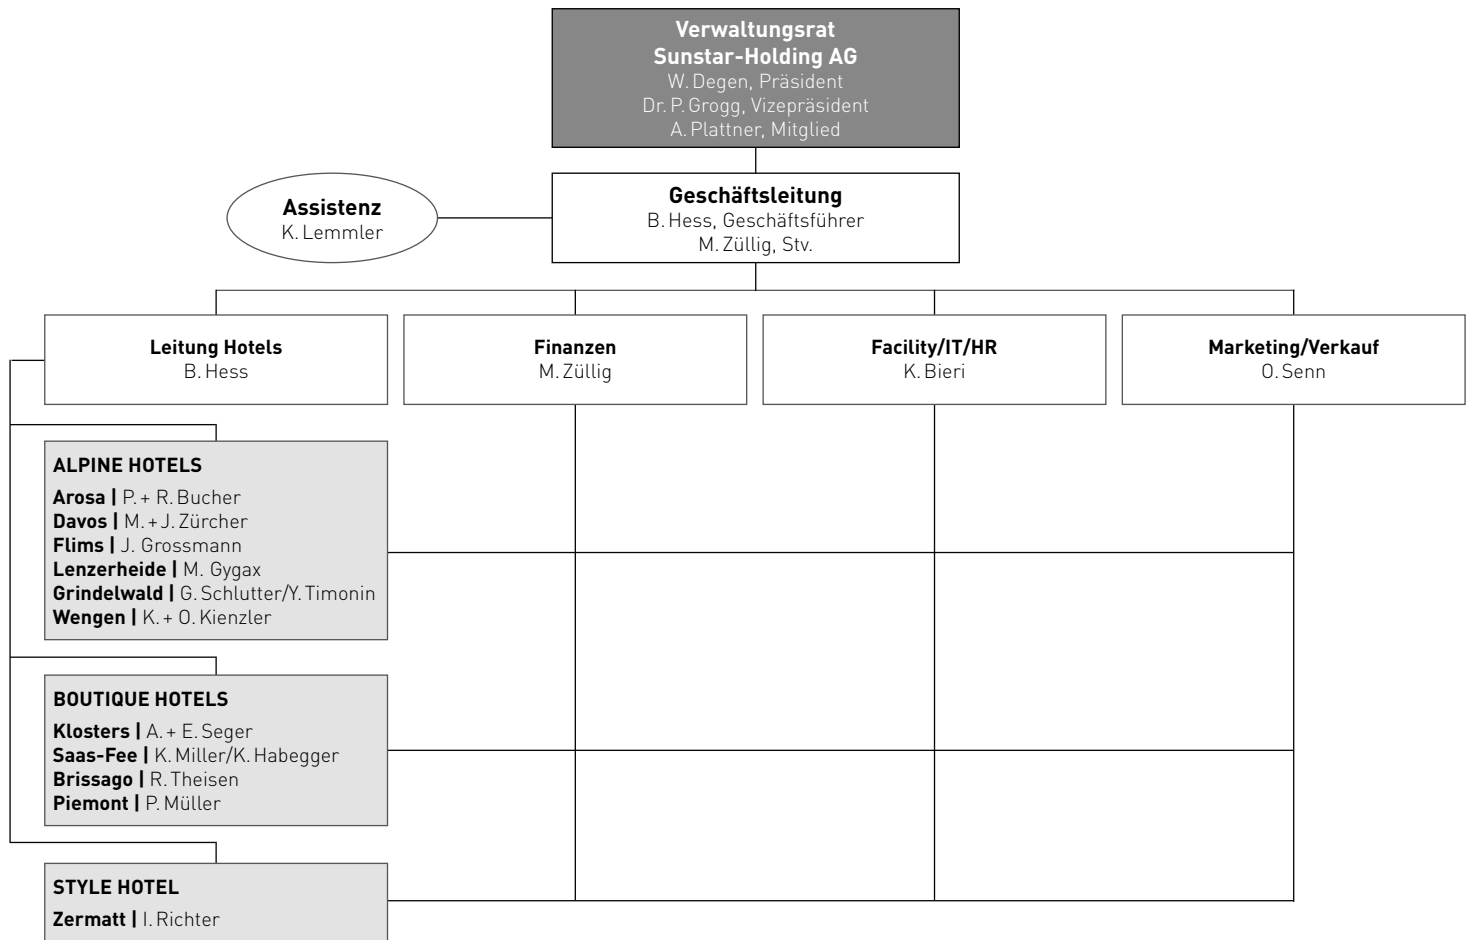 Verwaltungsrat
Sunstar-Holding AG
W. Degen, Präsident
Dr. P. Grogg, Vizepräsident
A. Plattner, Mitglied
Assistenz
K. Lemmler
Geschäftsleitung
B. Hess, Geschäftsführer
M. Züllig, Stv.
Leitung Hotels
B. Hess
Finanzen
M. Züllig
Facility/IT/HR
K. Bieri
Marketing/Verkauf
O. Senn
ALPINE HOTELS
Arosa | P. + R. Bucher
Davos | M. + J. Zürcher
Flims | J. Grossmann
Lenzerheide | M. Gygax
Grindelwald | G. Schlutter/Y. Timonin
Wengen | K. + O. Kienzler
BOUTIQUE HOTELS
Klosters | A. + E. Seger
Saas-Fee | K. Miller/K. Habegger
Brissago | R. Theisen
Piemont | P. Müller
STYLE HOTEL
Zermatt | I. Richter